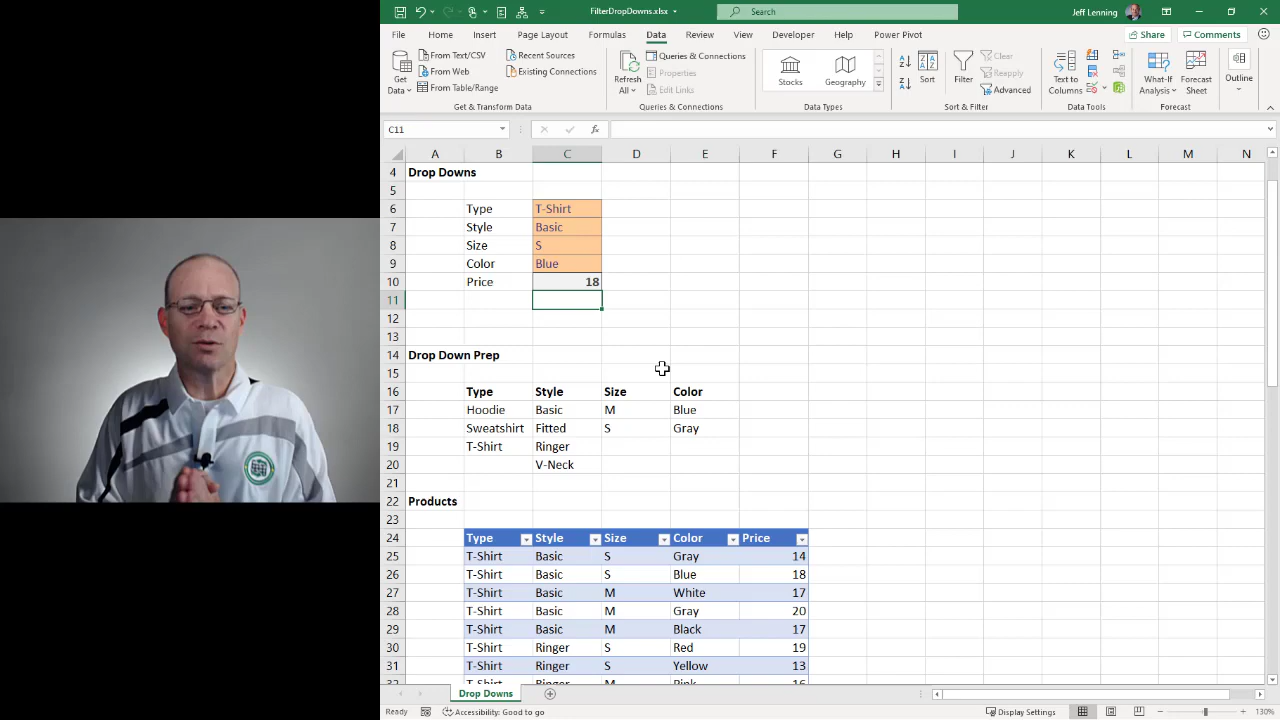 FilterDropDowns.xlsx
Search
Jeff Lenning
File Home Insert Page Layout Formulas Data Review View Developer Help Power Pivot Share Comments
Get Data
From Text/CSV
From Web
From Table/Range
Recent Sources
Existing Connections
Get & Transform Data
Refresh All
Queries & Connections
Properties
Edit Links
Queries & Connections
Stocks Geography
Data Types
Sort
Filter
Clear
Reapply
Advanced
Sort & Filter
Text to Columns
Data Tools
What-If Analysis
Forecast Sheet
Forecast
Outline
C11
fx
A B C D E F G H I J K L M N
4 Drop Downs
5
6 Type T-Shirt
7 Style Basic
8 Size S
9 Color Blue
10 Price 18
11
12
13
14 Drop Down Prep
15
16 Type Style Size Color
17 Hoodie Basic M Blue
18 Sweatshirt Fitted S Gray
19 T-Shirt Ringer
20 V-Neck
21
22 Products
23
24 Type Style Size Color Price
25 T-Shirt Basic S Gray 14
26 T-Shirt Basic S Blue 18
27 T-Shirt Basic M White 17
28 T-Shirt Basic M Gray 20
29 T-Shirt Basic M Black 17
30 T-Shirt Ringer S Red 19
31 T-Shirt Ringer S Yellow 13
32 T-Shirt Ringer M Pink 16
Drop Downs
Ready Accessibility: Good to go Display Settings 130%